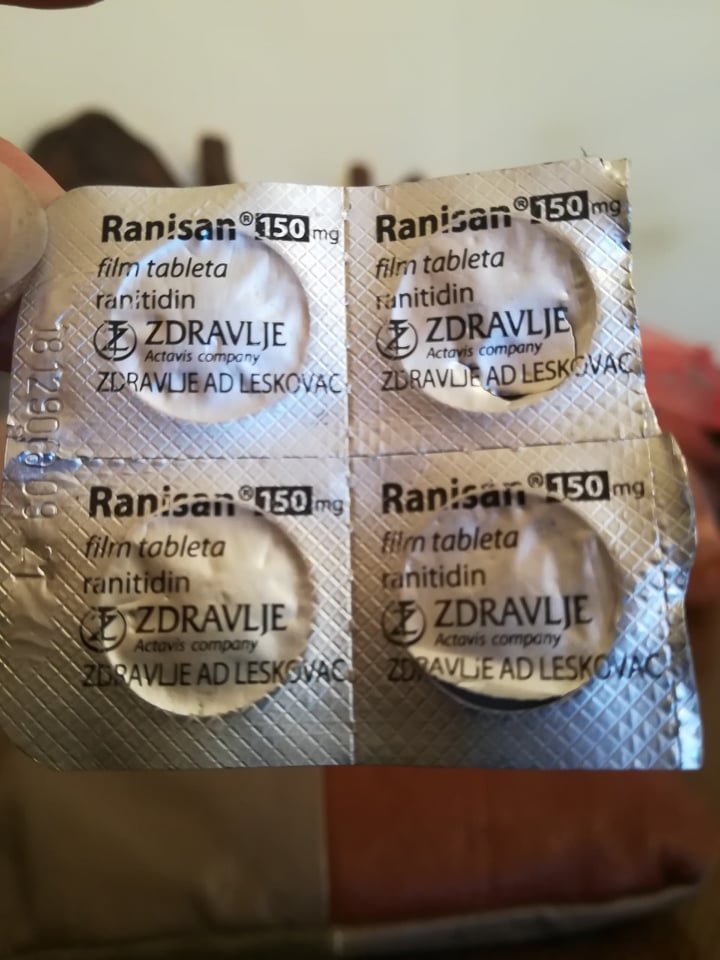 Ranisan® 150 mg
film tableta
ranitidin
ZDRAVLJE
Actavis company
ZDRAVLJE AD LESKOVAC
Ranisan® 150 mg
film tableta
ranitidin
ZDRAVLJE
Actavis company
ZDRAVLJE AD LESKOVAC
Ranisan® 150 mg
film tableta
ranitidin
ZDRAVLJE
Actavis company
ZDRAVLJE AD LESKOVAC
Ranisan® 150 mg
film tableta
ranitidin
ZDRAVLJE
Actavis company
ZDRAVLJE AD LESKOVAC